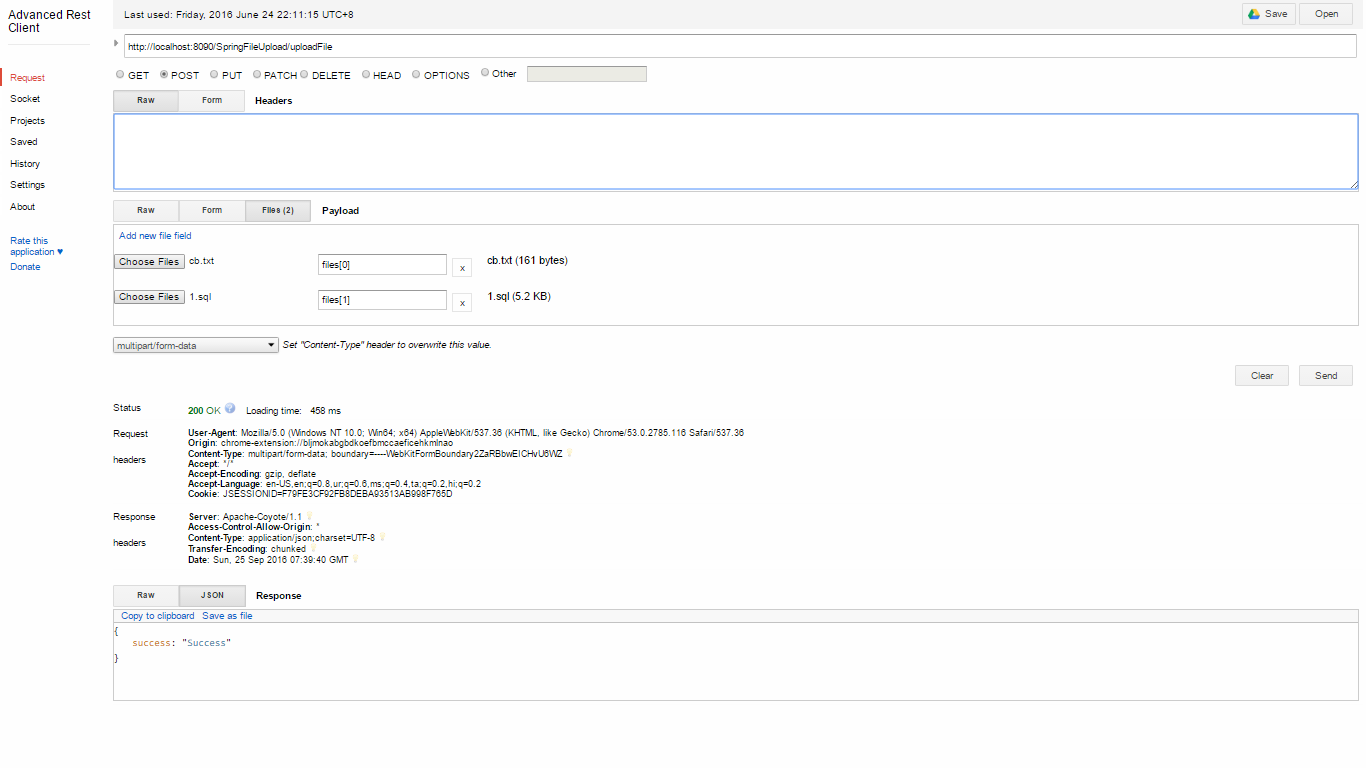 Advanced Rest
Client
Last used: Friday, 2016 June 24 22:11:15 UTC+8
Save
Open
http://localhost:8090/SpringFileUpload/uploadFile
GET POST PUT PATCH DELETE HEAD OPTIONS Other
Request
Socket
Projects
Saved
History
Settings
About
Rate this
application ♥
Donate
Raw Form Headers
Raw Form Files (2) Payload
Add new file field
Choose Files cb.txt files[0] x cb.txt (161 bytes)
Choose Files 1.sql files[1] x 1.sql (5.2 KB)
multipart/form-data Set "Content-Type" header to overwrite this value.
Clear Send
Status 200 OK ? Loading time: 458 ms
Request
headers
User-Agent: Mozilla/5.0 (Windows NT 10.0; Win64; x64) AppleWebKit/537.36 (KHTML, like Gecko) Chrome/53.0.2785.116 Safari/537.36
Origin: chrome-extension://bljmokabgbdkoefbmccaeficehkmlnao
Content-Type: multipart/form-data; boundary=----WebKitFormBoundary2ZaRBbwEICHvU6WZ
Accept: */*
Accept-Encoding: gzip, deflate
Accept-Language: en-US,en;q=0.8,ur;q=0.6,ms;q=0.4,ta;q=0.2,hi;q=0.2
Cookie: JSESSIONID=F79FE3CF92FB8DEBA93513AB998F765D
Response
headers
Server: Apache-Coyote/1.1
Access-Control-Allow-Origin: *
Content-Type: application/json;charset=UTF-8
Transfer-Encoding: chunked
Date: Sun, 25 Sep 2016 07:39:40 GMT
Raw JSON Response
Copy to clipboard Save as file
{
success: "Success"
}